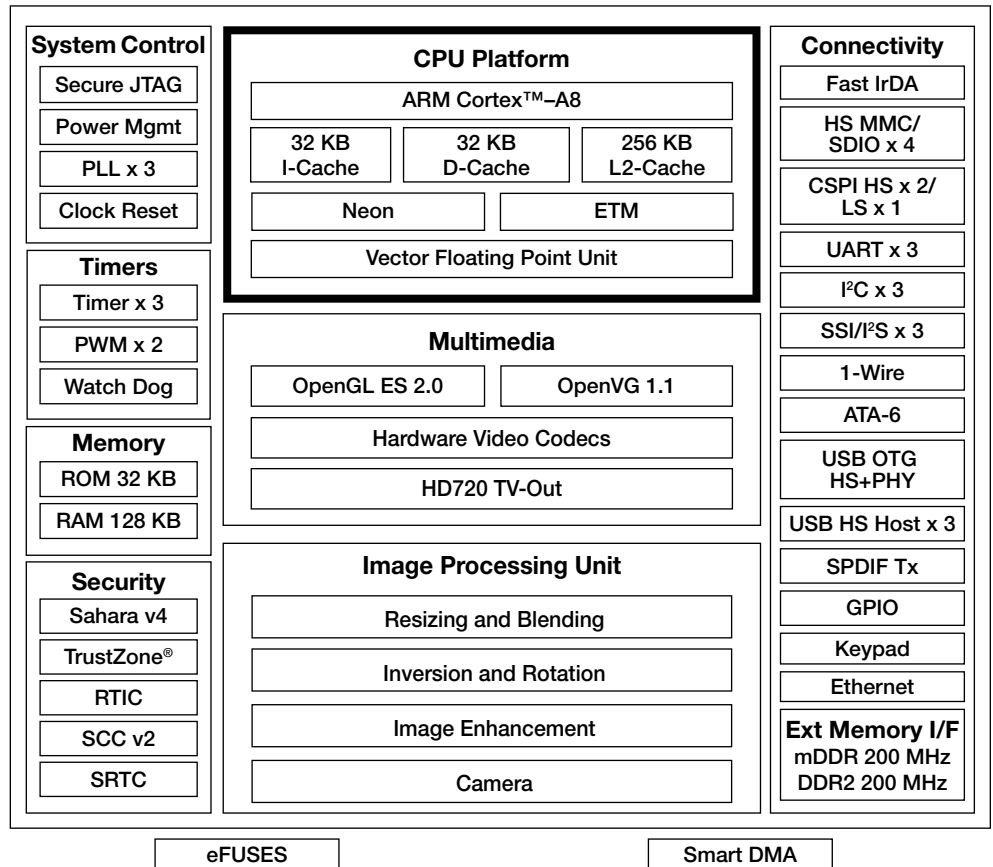 System Control
Secure JTAG
Power Mgmt
PLL x 3
Clock Reset
Timers
Timer x 3
PWM x 2
Watch Dog
Memory
ROM 32 KB
RAM 128 KB
Security
Sahara v4
TrustZone®
RTIC
SCC v2
SRTC
CPU Platform
ARM Cortex™–A8
32 KB
I-Cache
32 KB
D-Cache
256 KB
L2-Cache
Neon
ETM
Vector Floating Point Unit
Multimedia
OpenGL ES 2.0
OpenVG 1.1
Hardware Video Codecs
HD720 TV-Out
Image Processing Unit
Resizing and Blending
Inversion and Rotation
Image Enhancement
Camera
Connectivity
Fast IrDA
HS MMC/
SDIO x 4
CSPI HS x 2/
LS x 1
UART x 3
I²C x 3
SSI/I²S x 3
1-Wire
ATA-6
USB OTG
HS+PHY
USB HS Host x 3
SPDIF Tx
GPIO
Keypad
Ethernet
Ext Memory I/F
mDDR 200 MHz
DDR2 200 MHz
eFUSES
Smart DMA